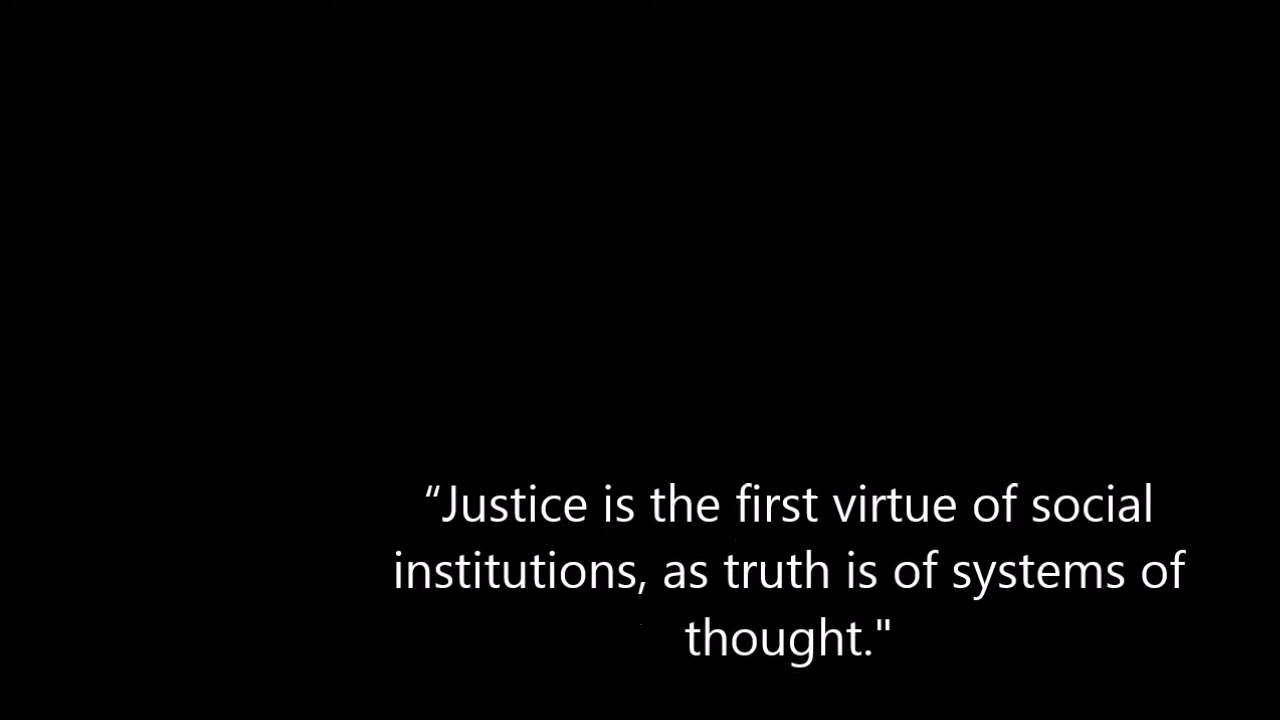 “Justice is the first virtue of social
institutions, as truth is of systems of
thought."